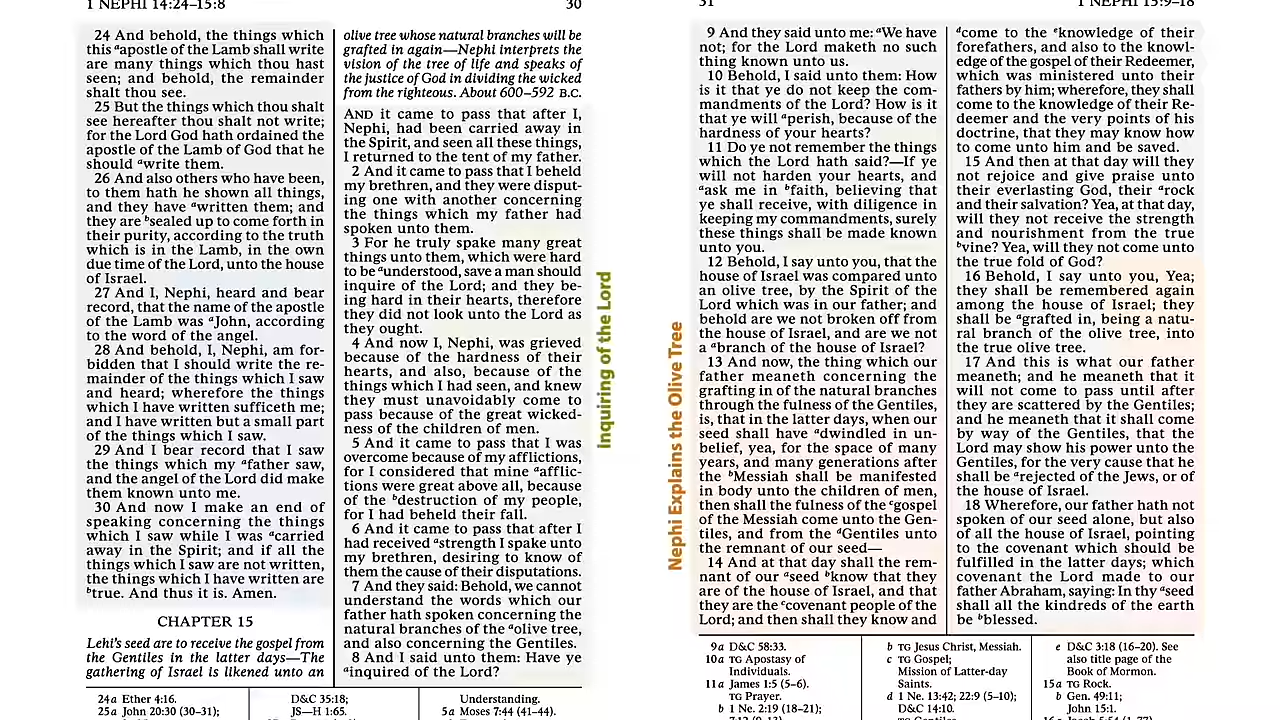 1 NEPHI 14:24–15:8
30
24 And behold, the things which
this ᵃapostle of the Lamb shall write
are many things which thou hast
seen; and behold, the remainder
shalt thou see.
25 But the things which thou shalt
see hereafter thou shalt not write;
for the Lord God hath ordained the
apostle of the Lamb of God that he
should ᵃwrite them.
26 And also others who have been,
to them hath he shown all things,
and they have ᵃwritten them; and
they are ᵇsealed up to come forth in
their purity, according to the truth
which is in the Lamb, in the own
due time of the Lord, unto the house
of Israel.
27 And I, Nephi, heard and bear
record, that the name of the apostle
of the Lamb was ᵃJohn, according
to the word of the angel.
28 And behold, I, Nephi, am for-
bidden that I should write the re-
mainder of the things which I saw
and heard; wherefore the things
which I have written sufficeth me;
and I have written but a small part
of the things which I saw.
29 And I bear record that I saw
the things which my ᵃfather saw,
and the angel of the Lord did make
them known unto me.
30 And now I make an end of
speaking concerning the things
which I saw while I was ᵃcarried
away in the Spirit; and if all the
things which I saw are not written,
the things which I have written are
ᵇtrue. And thus it is. Amen.
CHAPTER 15
Lehi's seed are to receive the gospel from
the Gentiles in the latter days—The
gathering of Israel is likened unto an
olive tree whose natural branches will be
grafted in again—Nephi interprets the
vision of the tree of life and speaks of
the justice of God in dividing the wicked
from the righteous. About 600–592 B.C.
AND it came to pass that after I,
Nephi, had been carried away in
the Spirit, and seen all these things,
I returned to the tent of my father.
2 And it came to pass that I beheld
my brethren, and they were disput-
ing one with another concerning
the things which my father had
spoken unto them.
3 For he truly spake many great
things unto them, which were hard
to be ᵃunderstood, save a man should
inquire of the Lord; and they be-
ing hard in their hearts, therefore
they did not look unto the Lord as
they ought.
4 And now I, Nephi, was grieved
because of the hardness of their
hearts, and also, because of the
things which I had seen, and knew
they must unavoidably come to
pass because of the great wicked-
ness of the children of men.
5 And it came to pass that I was
overcome because of my afflictions,
for I considered that mine ᵃafflic-
tions were great above all, because
of the ᵇdestruction of my people,
for I had beheld their fall.
6 And it came to pass that after I
had received ᵃstrength I spake unto
my brethren, desiring to know of
them the cause of their disputations.
7 And they said: Behold, we cannot
understand the words which our
father hath spoken concerning the
natural branches of the ᵃolive tree,
and also concerning the Gentiles.
8 And I said unto them: Have ye
ᵃinquired of the Lord?
Inquiring of the Lord
24a Ether 4:16.
25a John 20:30 (30–31);
D&C 35:18;
JS—H 1:65.
Understanding.
5a Moses 7:44 (41–44).
31
1 NEPHI 15:9–18
Nephi Explains the Olive Tree
9 And they said unto me: ᵃWe have
not; for the Lord maketh no such
thing known unto us.
10 Behold, I said unto them: How
is it that ye do not keep the com-
mandments of the Lord? How is it
that ye will ᵃperish, because of the
hardness of your hearts?
11 Do ye not remember the things
which the Lord hath said?—If ye
will not harden your hearts, and
ᵃask me in ᵇfaith, believing that
ye shall receive, with diligence in
keeping my commandments, surely
these things shall be made known
unto you.
12 Behold, I say unto you, that the
house of Israel was compared unto
an olive tree, by the Spirit of the
Lord which was in our father; and
behold are we not broken off from
the house of Israel, and are we not
a ᵃbranch of the house of Israel?
13 And now, the thing which our
father meaneth concerning the
grafting in of the natural branches
through the fulness of the Gentiles,
is, that in the latter days, when our
seed shall have ᵃdwindled in un-
belief, yea, for the space of many
years, and many generations after
the ᵇMessiah shall be manifested
in body unto the children of men,
then shall the fulness of the ᶜgospel
of the Messiah come unto the Gen-
tiles, and from the ᵈGentiles unto
the remnant of our seed—
14 And at that day shall the rem-
nant of our ᵃseed ᵇknow that they
are of the house of Israel, and that
they are the ᶜcovenant people of the
Lord; and then shall they know and
ᵈcome to the ᵉknowledge of their
forefathers, and also to the knowl-
edge of the gospel of their Redeemer,
which was ministered unto their
fathers by him; wherefore, they shall
come to the knowledge of their Re-
deemer and the very points of his
doctrine, that they may know how
to come unto him and be saved.
15 And then at that day will they
not rejoice and give praise unto
their everlasting God, their ᵃrock
and their salvation? Yea, at that day,
will they not receive the strength
and nourishment from the true
ᵇvine? Yea, will they not come unto
the true fold of God?
16 Behold, I say unto you, Yea;
they shall be remembered again
among the house of Israel; they
shall be ᵃgrafted in, being a natu-
ral branch of the olive tree, into
the true olive tree.
17 And this is what our father
meaneth; and he meaneth that it
will not come to pass until after
they are scattered by the Gentiles;
and he meaneth that it shall come
by way of the Gentiles, that the
Lord may show his power unto the
Gentiles, for the very cause that he
shall be ᵃrejected of the Jews, or of
the house of Israel.
18 Wherefore, our father hath not
spoken of our seed alone, but also
of all the house of Israel, pointing
to the covenant which should be
fulfilled in the latter days; which
covenant the Lord made to our
father Abraham, saying: In thy ᵃseed
shall all the kindreds of the earth
be ᵇblessed.
9a D&C 58:33.
10a TG Apostasy of
Individuals.
11a James 1:5 (5–6).
TG Prayer.
b 1 Ne. 2:19 (18–21);
b TG Jesus Christ, Messiah.
c TG Gospel;
Mission of Latter-day
Saints.
d 1 Ne. 13:42; 22:9 (5–10);
D&C 14:10.
e D&C 3:18 (16–20). See
also title page of the
Book of Mormon.
15a TG Rock.
b Gen. 49:11;
John 15:1.